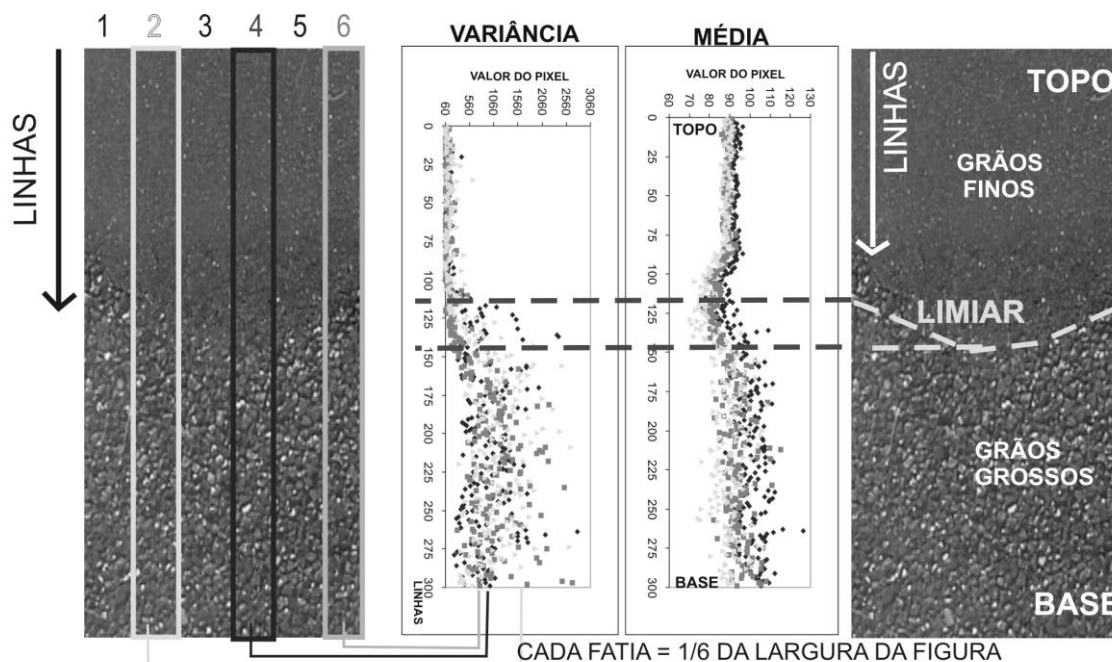 1 2 3 4 5 6
LINHAS
VARIÂNCIA
VALOR DO PIXEL
60 560 1060 1560 2060 2560 3060
0
25
50
75
100
125
150
175
200
225
250
275
300
LINHAS
MÉDIA
VALOR DO PIXEL
60 70 80 90 100 110 130
TOPO
0
25
50
75
100
125
150
175
200
225
250
275
300
BASE
LINHAS
TOPO
GRÃOS
FINOS
LIMIAR
GRÃOS
GROSSOS
BASE
CADA FATIA = 1/6 DA LARGURA DA FIGURA